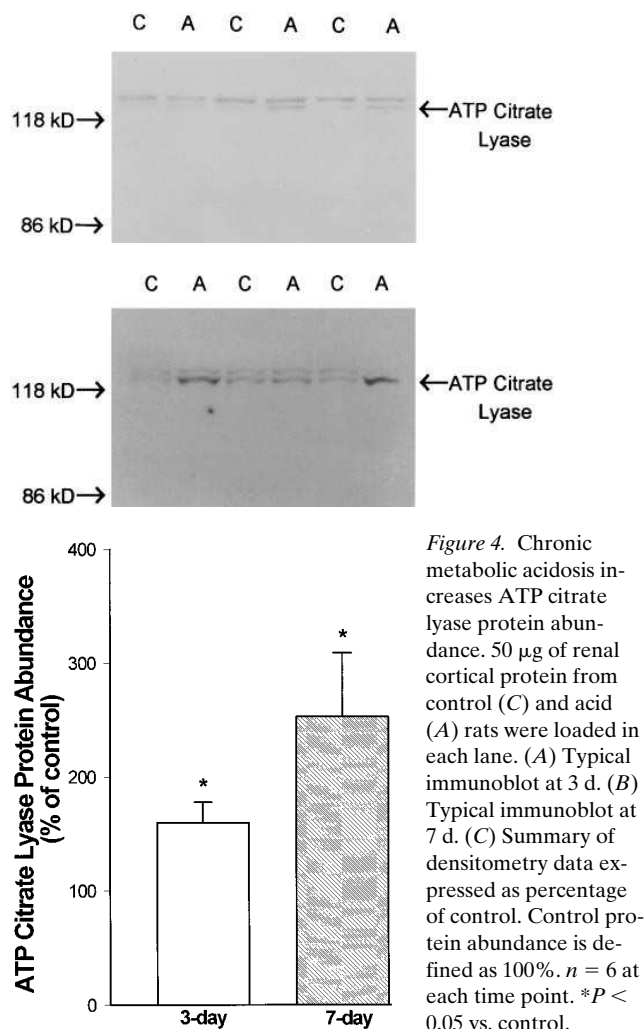 C A C A C A
118 kD→ ←ATP Citrate
Lyase
86 kD→
C A C A C A
118 kD→ ←ATP Citrate
Lyase
86 kD→
ATP Citrate Lyase Protein Abundance
(% of control)
400
300
200
100
0
*
*
3-day 7-day
Figure 4. Chronic
metabolic acidosis in-
creases ATP citrate
lyase protein abun-
dance. 50 μg of renal
cortical protein from
control (C) and acid
(A) rats were loaded in
each lane. (A) Typical
immunoblot at 3 d. (B)
Typical immunoblot at
7 d. (C) Summary of
densitometry data ex-
pressed as percentage
of control. Control pro-
tein abundance is de-
fined as 100%. n = 6 at
each time point. *P <
0.05 vs. control.